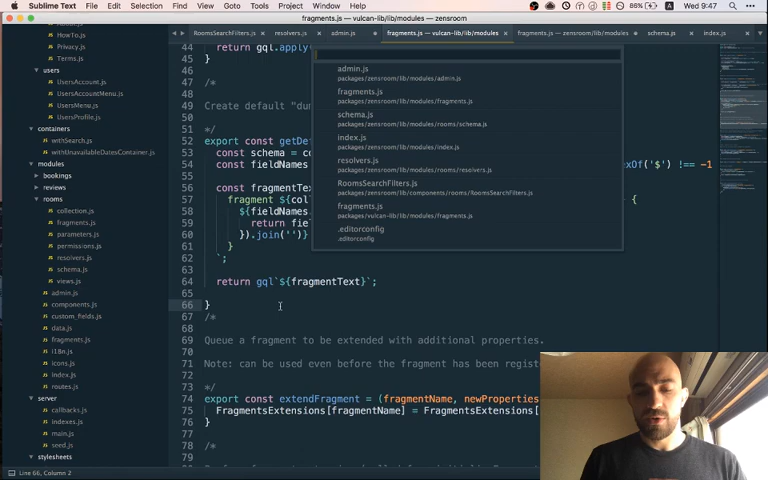 Sublime Text File Edit Selection Find View Goto Tools Project Window Help
86% Wed 9:47
fragments.js — vulcan-lib/lib/modules — zensroom
RoomsSearchFilters.js resolvers.js admin.js fragments.js — vulcan-lib/lib/modules fragments.js — zensroom/lib/modules schema.js index.js
HowTo.js
Privacy.js
Terms.js
users
UsersAccount.js
UsersAccountMenu.js
UsersMenu.js
UsersProfile.js
containers
withSearch.js
withUnavailableDatesContainer.js
modules
bookings
reviews
rooms
collection.js
fragments.js
parameters.js
permissions.js
resolvers.js
schema.js
views.js
admin.js
components.js
custom_fields.js
data.js
fragments.js
i18n.js
icons.js
index.js
routes.js
server
callbacks.js
indexes.js
main.js
seed.js
stylesheets
44 return gql.apply(
45 }
46
47 /*
48
49 Create default "dum
50
51 */
52 export const getDe
53 const schema = co
54 const fieldNames exOf('$') !== -1
55
56 const fragmentTex
57 fragment ${col {
58 ${fieldNames.
59 return fiel
60 }).join('')}
61 }
62 `;
63
64 return gql`${fragmentText}`;
65
66 }
67 /*
68
69 Queue a fragment to be extended with additional properties.
70
71 Note: can be used even before the fragment has been regist
72
73 */
74 export const extendFragment = (fragmentName, newProperties
75 FragmentsExtensions[fragmentName] = FragmentsExtensions[
76 }
77
78 /*
79
admin.js
packages/zensroom/lib/modules/admin.js
fragments.js
packages/zensroom/lib/modules/fragments.js
schema.js
packages/zensroom/lib/modules/rooms/schema.js
index.js
packages/zensroom/lib/modules/index.js
resolvers.js
packages/zensroom/lib/modules/rooms/resolvers.js
RoomsSearchFilters.js
packages/zensroom/lib/components/rooms/RoomsSearchFilters.js
fragments.js
packages/vulcan-lib/lib/modules/fragments.js
.editorconfig
.editorconfig
Line 66, Column 2